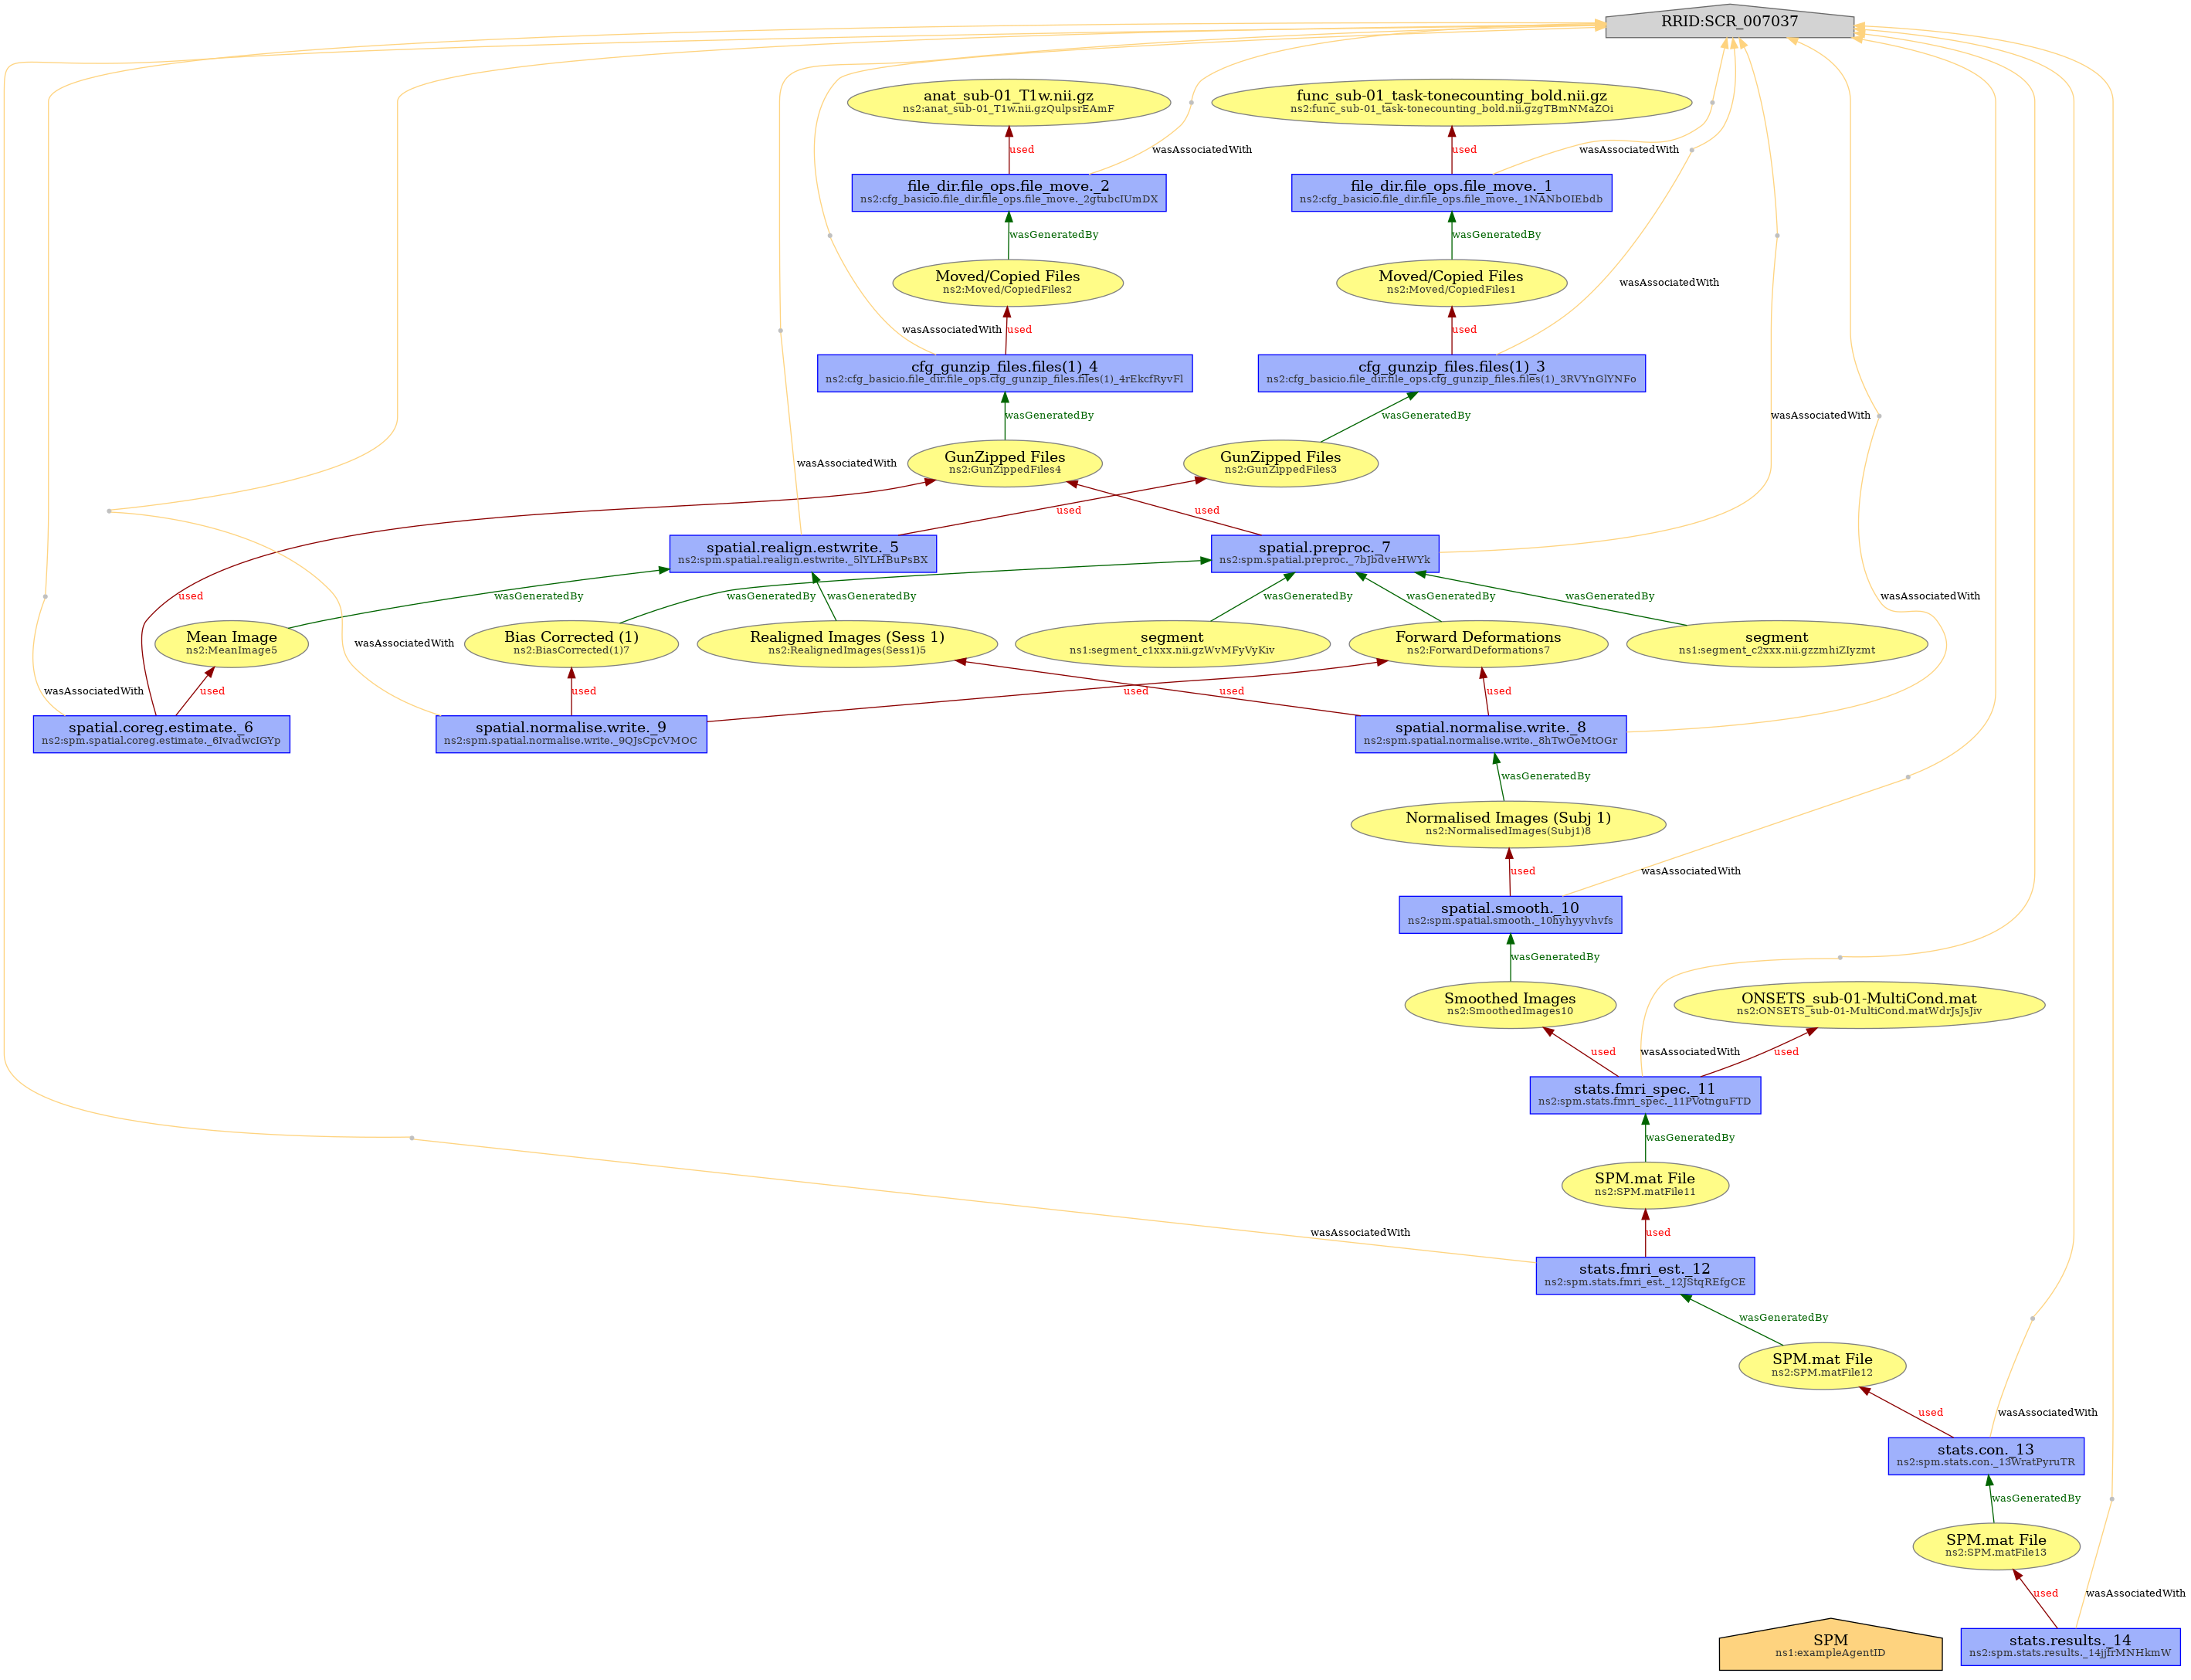 RRID:SCR_007037
anat_sub-01_T1w.nii.gz
ns2:anat_sub-01_T1w.nii.gzQulpsrEAmF
func_sub-01_task-tonecounting_bold.nii.gz
ns2:func_sub-01_task-tonecounting_bold.nii.gzgTBmNMaZOi
used
wasAssociatedWith
used
wasAssociatedWith
file_dir.file_ops.file_move._2
ns2:cfg_basicio.file_dir.file_ops.file_move._2gtubcIUmDX
file_dir.file_ops.file_move._1
ns2:cfg_basicio.file_dir.file_ops.file_move._1NANbOIEbdb
wasGeneratedBy
wasGeneratedBy
Moved/Copied Files
ns2:Moved/CopiedFiles2
Moved/Copied Files
ns2:Moved/CopiedFiles1
wasAssociatedWith
wasAssociatedWith
used
used
cfg_gunzip_files.files(1)_4
ns2:cfg_basicio.file_dir.file_ops.cfg_gunzip_files.files(1)_4rEkcfRyvFl
cfg_gunzip_files.files(1)_3
ns2:cfg_basicio.file_dir.file_ops.cfg_gunzip_files.files(1)_3RVYnGlYNFo
wasGeneratedBy
wasGeneratedBy
wasAssociatedWith
GunZipped Files
ns2:GunZippedFiles4
GunZipped Files
ns2:GunZippedFiles3
wasAssociatedWith
used
used
spatial.realign.estwrite._5
ns2:spm.spatial.realign.estwrite._5lYLHBuPsBX
spatial.preproc._7
ns2:spm.spatial.preproc._7bJbdveHWYk
used
wasGeneratedBy
wasGeneratedBy
wasGeneratedBy
wasGeneratedBy
wasGeneratedBy
wasGeneratedBy
wasAssociatedWith
Mean Image
ns2:MeanImage5
Bias Corrected (1)
ns2:BiasCorrected(1)7
Realigned Images (Sess 1)
ns2:RealignedImages(Sess1)5
segment
ns1:segment_c1xxx.nii.gzWvMFyVyKiv
Forward Deformations
ns2:ForwardDeformations7
segment
ns1:segment_c2xxx.nii.gzzmhiZIyzmt
wasAssociatedWith
wasAssociatedWith
used
used
used
used
used
spatial.coreg.estimate._6
ns2:spm.spatial.coreg.estimate._6IvadwcIGYp
spatial.normalise.write._9
ns2:spm.spatial.normalise.write._9QJsCpcVMOC
spatial.normalise.write._8
ns2:spm.spatial.normalise.write._8hTwOeMtOGr
wasGeneratedBy
Normalised Images (Subj 1)
ns2:NormalisedImages(Subj1)8
used
wasAssociatedWith
spatial.smooth._10
ns2:spm.spatial.smooth._10hyhyyvhvfs
wasGeneratedBy
Smoothed Images
ns2:SmoothedImages10
ONSETS_sub-01-MultiCond.mat
ns2:ONSETS_sub-01-MultiCond.matWdrJsJsJiv
used
wasAssociatedWith
used
stats.fmri_spec._11
ns2:spm.stats.fmri_spec._11PVotnguFTD
wasGeneratedBy
SPM.mat File
ns2:SPM.matFile11
wasAssociatedWith
used
stats.fmri_est._12
ns2:spm.stats.fmri_est._12JStqREfgCE
wasGeneratedBy
SPM.mat File
ns2:SPM.matFile12
used
wasAssociatedWith
stats.con._13
ns2:spm.stats.con._13WratPyruTR
wasGeneratedBy
SPM.mat File
ns2:SPM.matFile13
used
wasAssociatedWith
SPM
ns1:exampleAgentID
stats.results._14
ns2:spm.stats.results._14jjfrMNHkmW